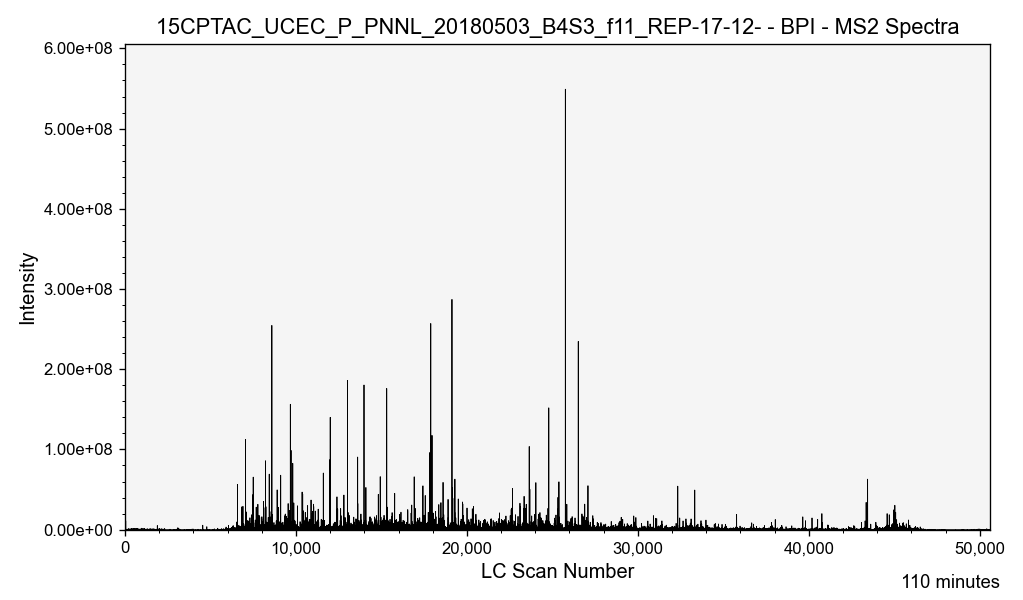 15CPTAC_UCEC_P_PNNL_20180503_B4S3_f11_REP-17-12- - BPI - MS2 Spectra
6.00e+08
5.00e+08
4.00e+08
3.00e+08
2.00e+08
1.00e+08
0.00e+00
Intensity
0 10,000 20,000 30,000 40,000 50,000
LC Scan Number
110 minutes